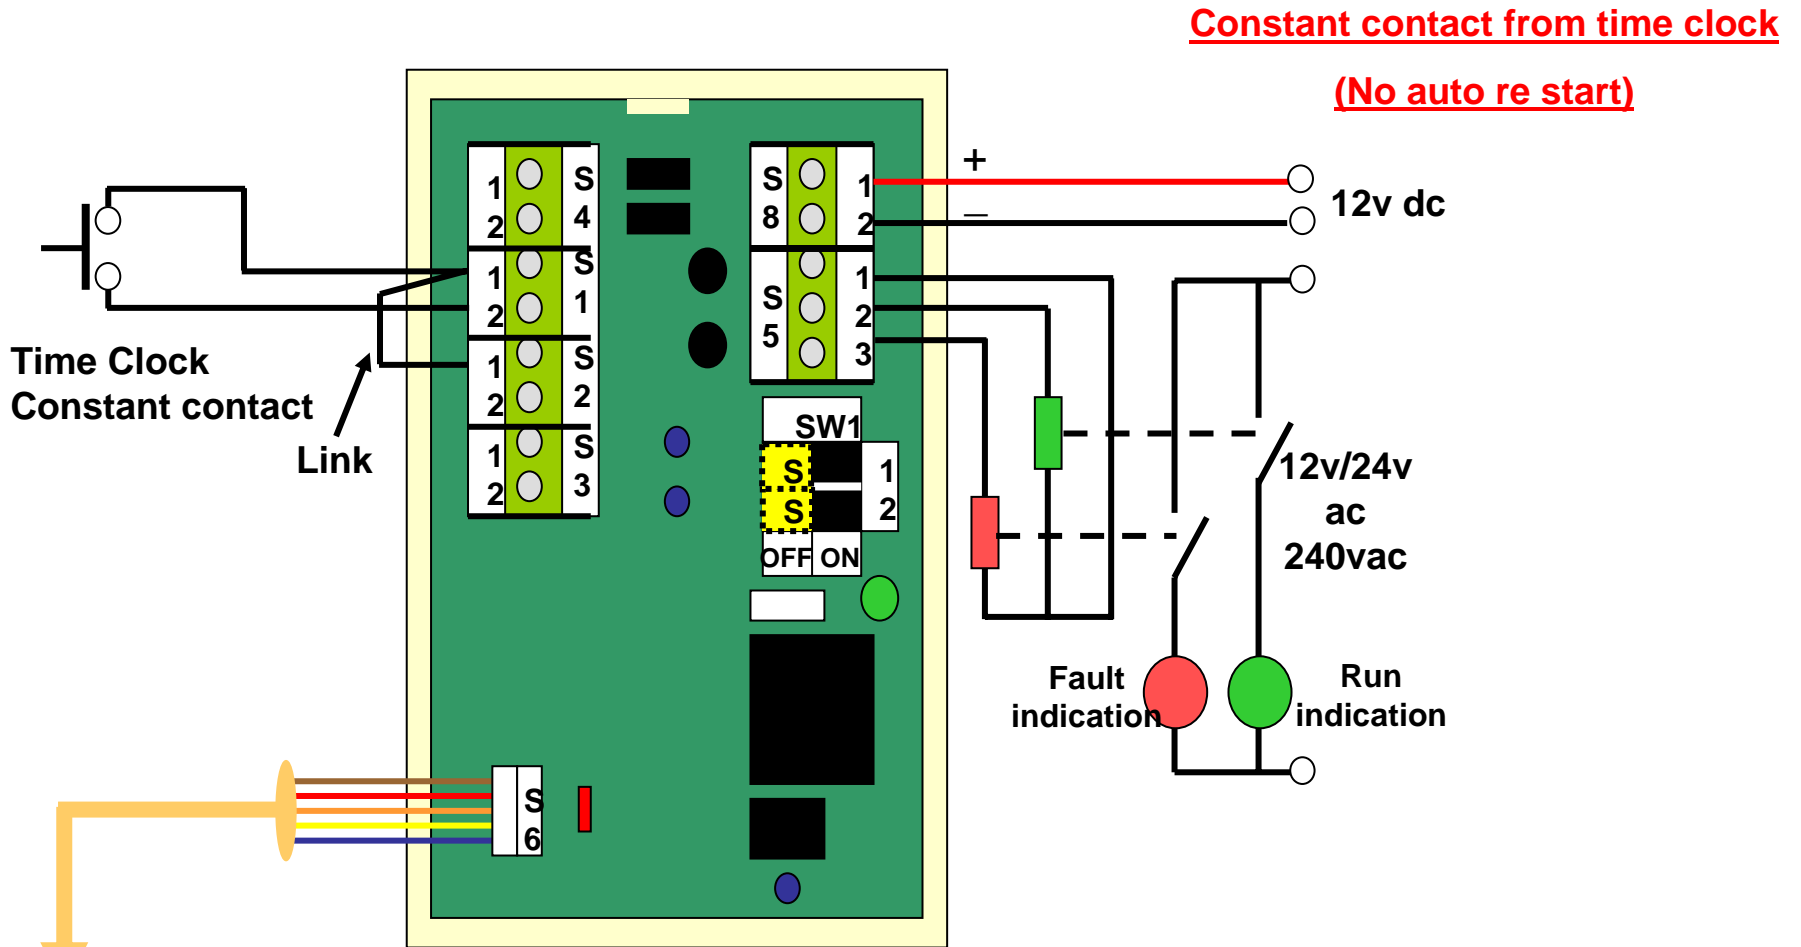 Constant contact from time clock
(No auto re start)
+
–
12v dc
1
2
S
4
1
2
S
1
1
2
S
2
1
2
S
3
S
8
1
2
S
5
1
2
3
Time Clock
Constant contact
Link
SW1
S
S
1
2
OFF ON
12v/24v
ac
240vac
Fault
indication
Run
indication
S
6